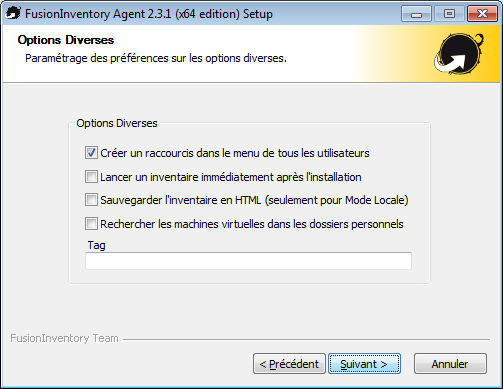 FusionInventory Agent 2.3.1 (x64 edition) Setup
Options Diverses
Paramétrage des préférences sur les options diverses.
Options Diverses
Créer un raccourcis dans le menu de tous les utilisateurs
Lancer un inventaire immédiatement après l'installation
Sauvegarder l'inventaire en HTML (seulement pour Mode Locale)
Rechercher les machines virtuelles dans les dossiers personnels
Tag
FusionInventory Team
< Précédent
Suivant >
Annuler